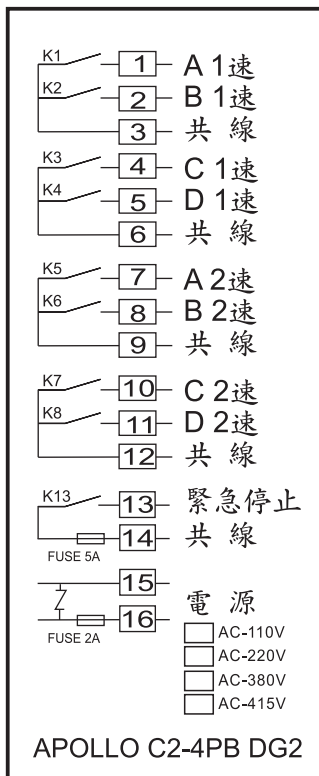 K1 1 A 1速
K2 2 B 1速
3 共 線
K3 4 C 1速
K4 5 D 1速
6 共 線
K5 7 A 2速
K6 8 B 2速
9 共 線
K7 10 C 2速
K8 11 D 2速
12 共 線
K13 13 緊急停止
14 共 線
FUSE 5A
15
電 源
16
FUSE 2A
AC-110V
AC-220V
AC-380V
AC-415V
APOLLO C2-4PB DG2